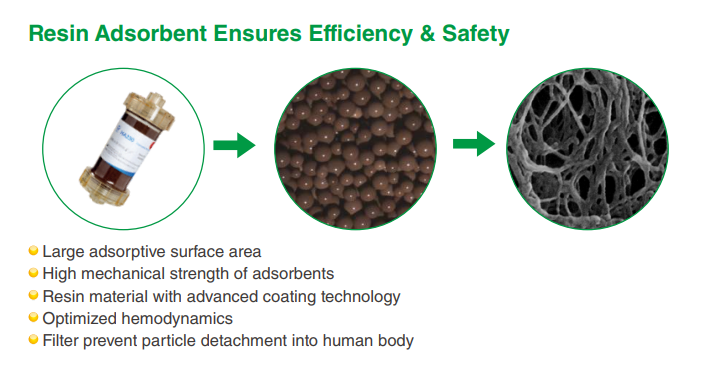 Resin Adsorbent Ensures Efficiency & Safety
Large adsorptive surface area
High mechanical strength of adsorbents
Resin material with advanced coating technology
Optimized hemodynamics
Filter prevent particle detachment into human body